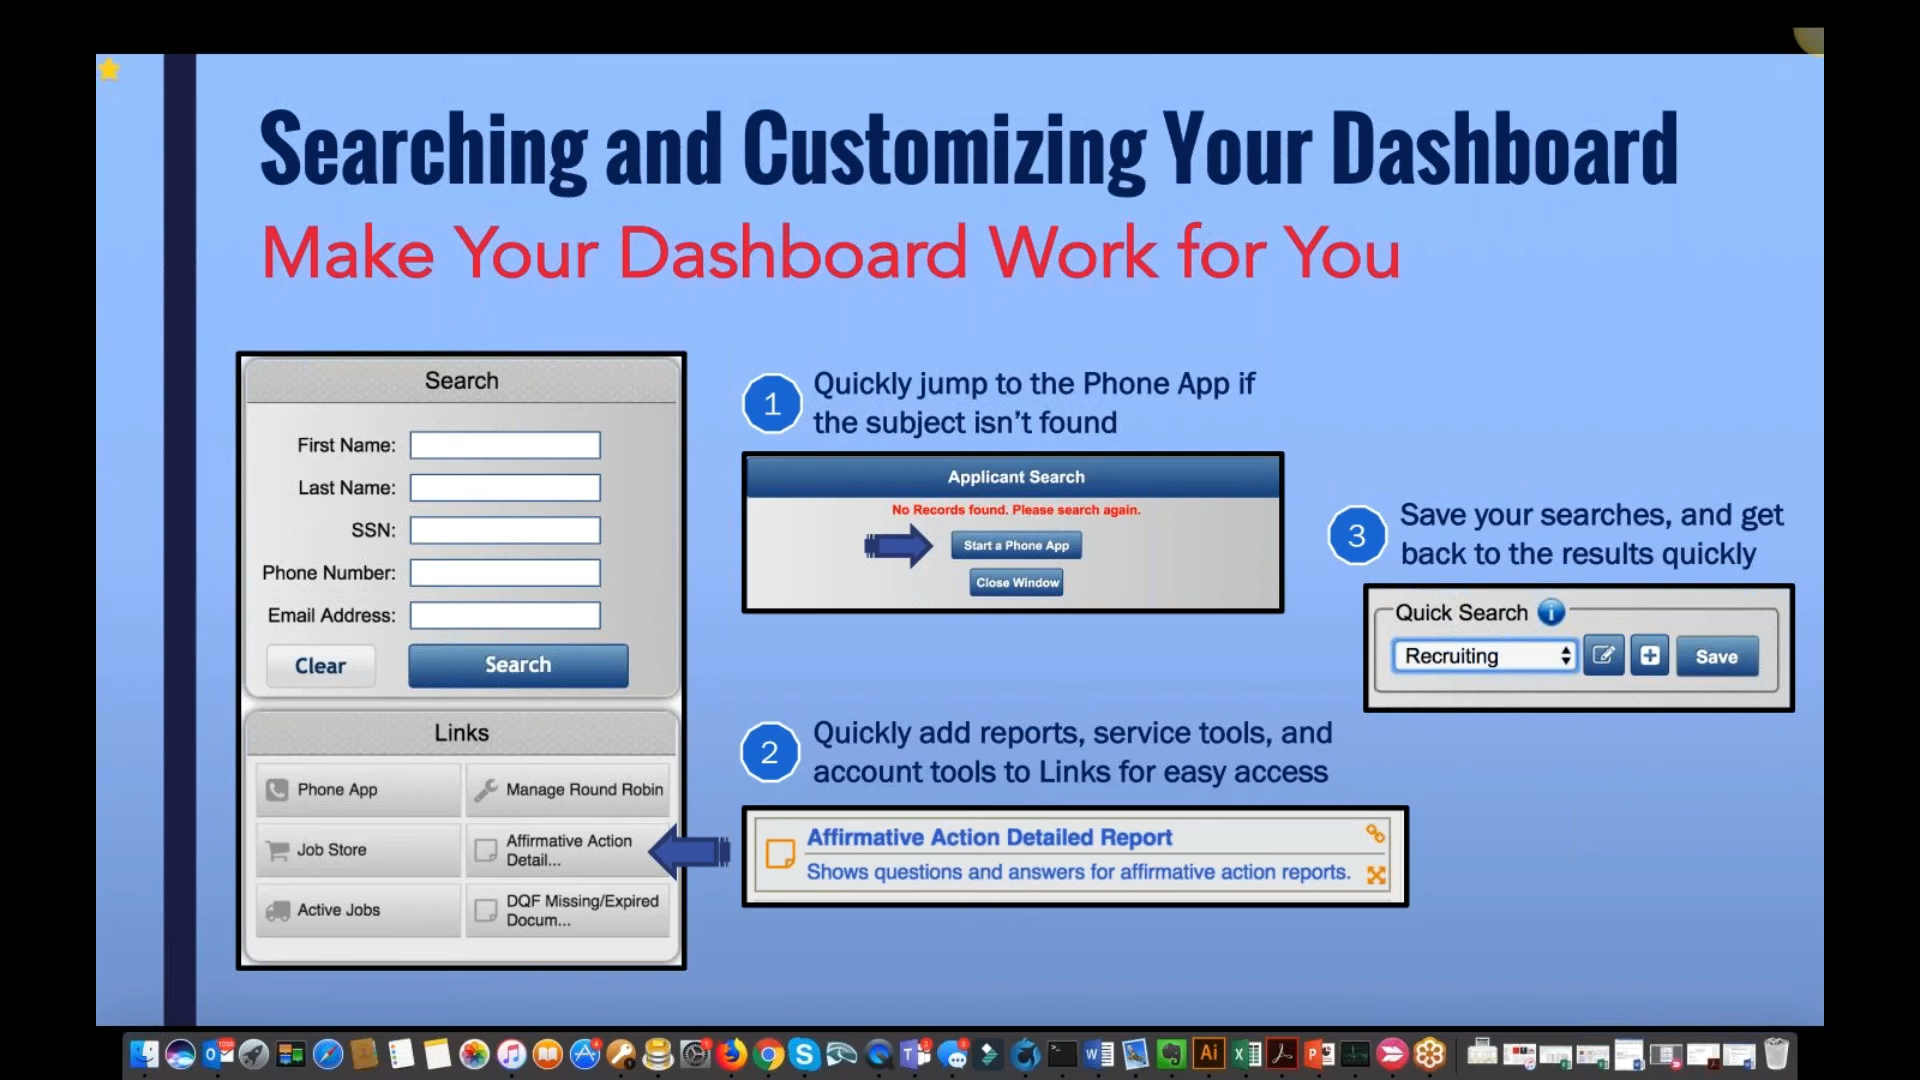 Searching and Customizing Your Dashboard
Make Your Dashboard Work for You
Search
First Name:
Last Name:
SSN:
Phone Number:
Email Address:
Clear
Search
Links
Phone App
Manage Round Robin
Job Store
Affirmative Action
Detail...
Active Jobs
DQF Missing/Expired
Docum...
1
Quickly jump to the Phone App if
the subject isn't found
Applicant Search
No Records found. Please search again.
Start a Phone App
Close Window
2
Quickly add reports, service tools, and
account tools to Links for easy access
Affirmative Action Detailed Report
Shows questions and answers for affirmative action reports.
3
Save your searches, and get
back to the results quickly
Quick Search
Recruiting
Save